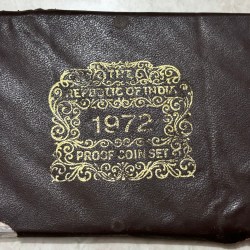 THE
REPUBLIC OF INDIA
1972
PROOF COIN SET